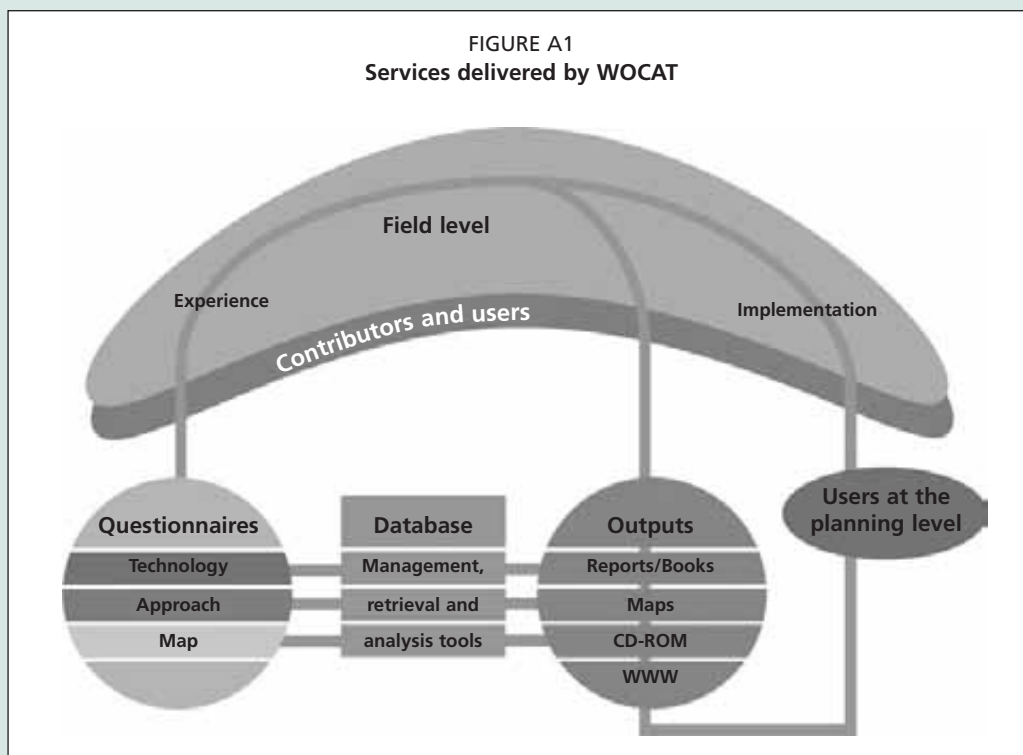 FIGURE A1
Services delivered by WOCAT
Field level
Experience
Implementation
Contributors and users
Users at the
planning level
Questionnaires
Technology
Approach
Map
Database
Management,
retrieval and
analysis tools
Outputs
Reports/Books
Maps
CD-ROM
WWW